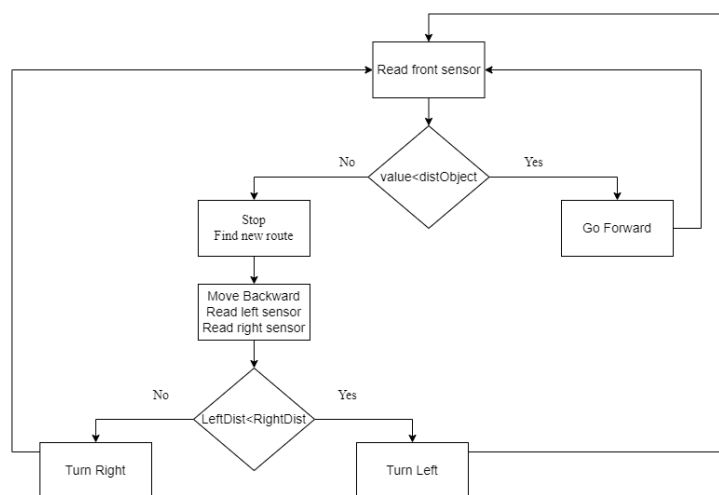 Read front sensor
No
Yes
value<distObject
Stop
Find new route
Go Forward
Move Backward
Read left sensor
Read right sensor
No
Yes
LeftDist<RightDist
Turn Right
Turn Left